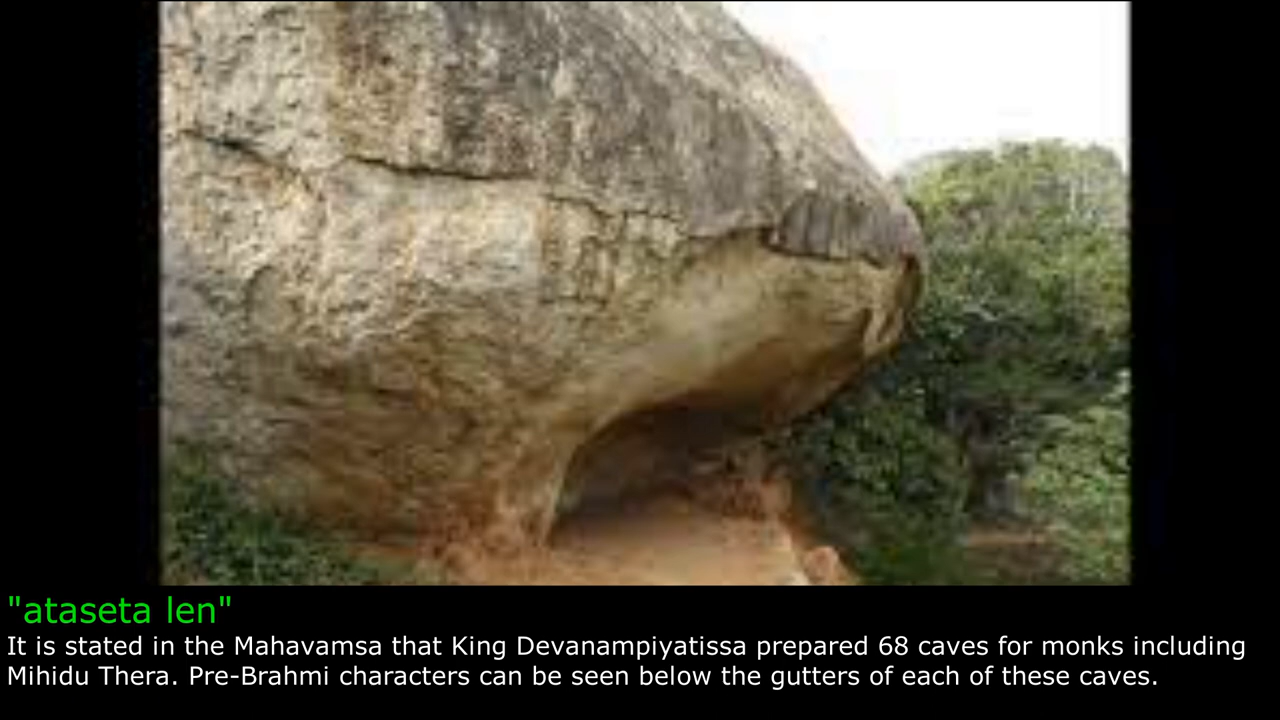 "ataseta len"
It is stated in the Mahavamsa that King Devanampiyatissa prepared 68 caves for monks including
Mihidu Thera. Pre-Brahmi characters can be seen below the gutters of each of these caves.